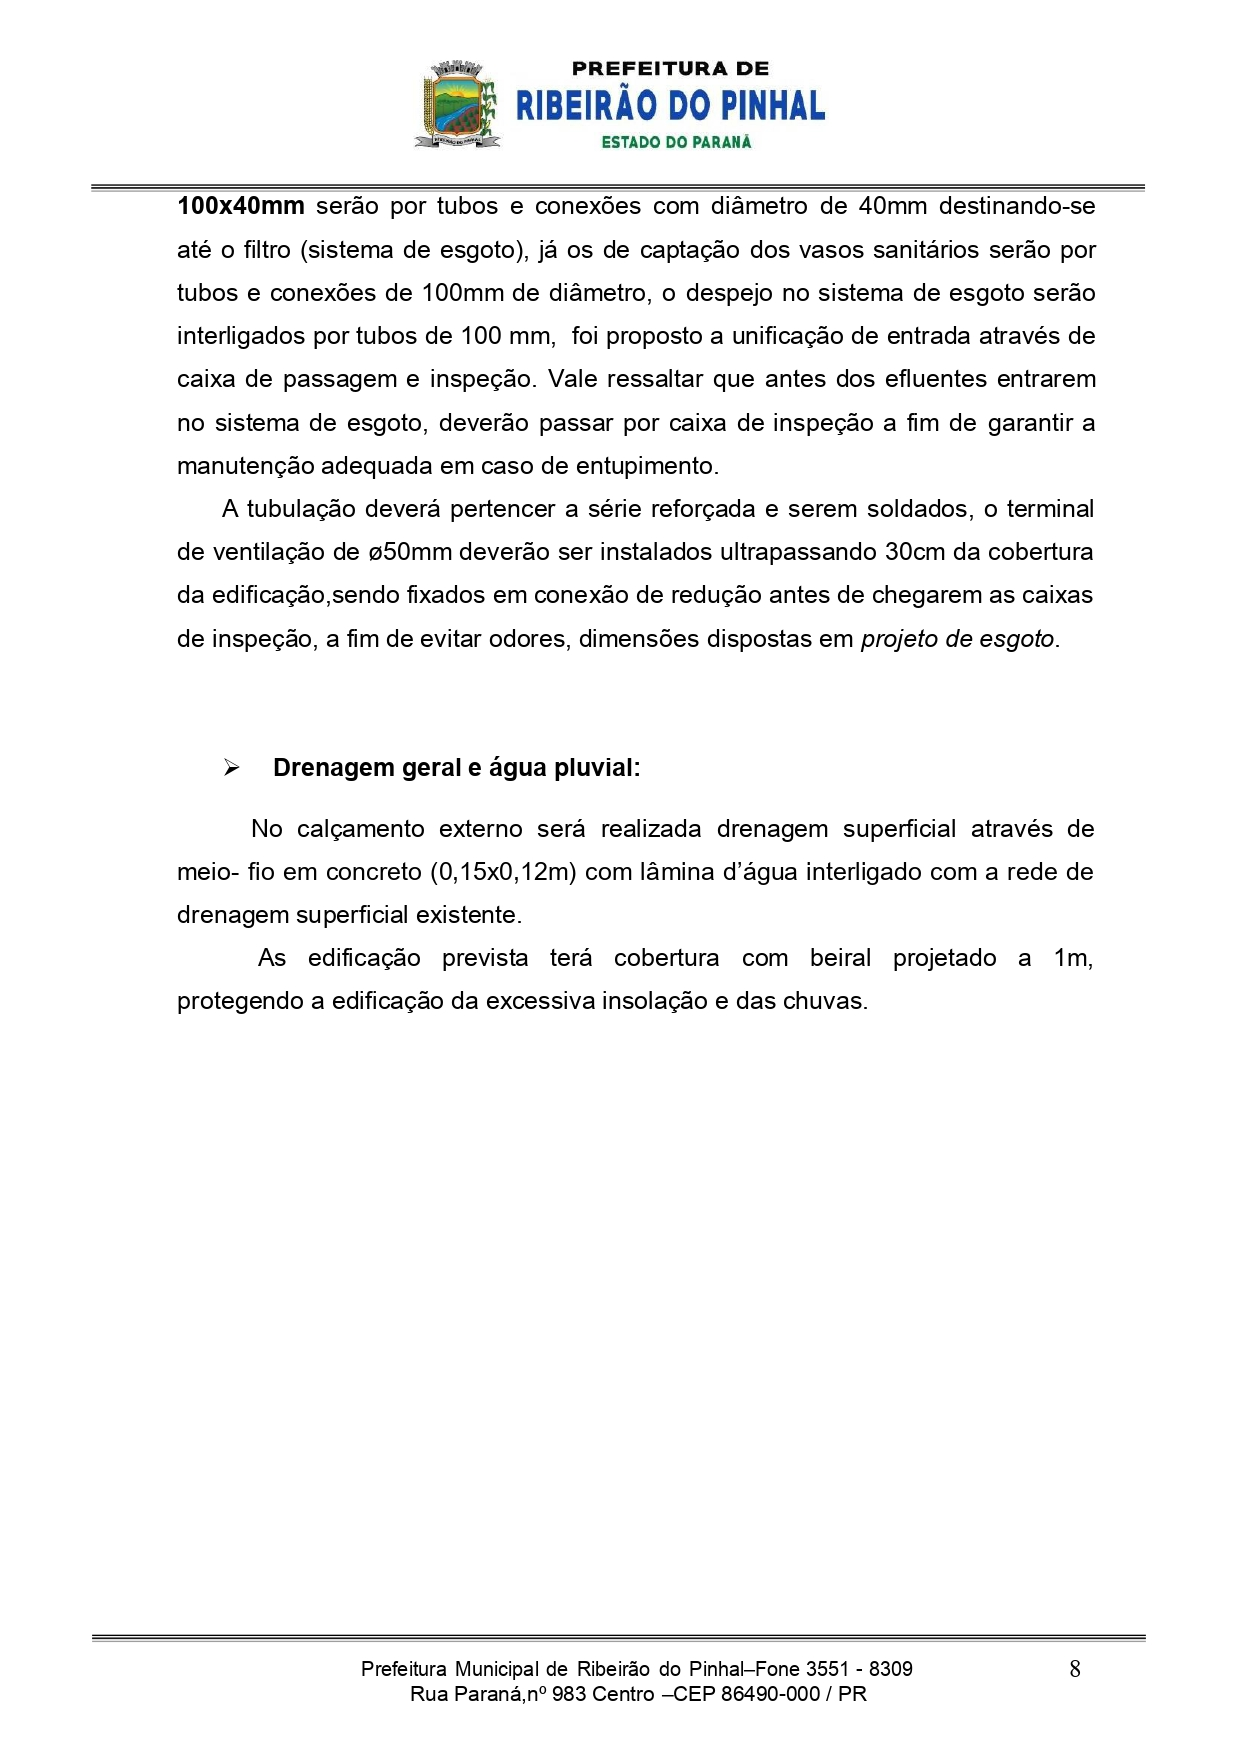 PREFEITURA DE
RIBEIRÃO DO PINHAL
ESTADO DO PARANÁ
RIBEIRÃO DO PINHAL
100x40mm serão por tubos e conexões com diâmetro de 40mm destinando-se
até o filtro (sistema de esgoto), já os de captação dos vasos sanitários serão por
tubos e conexões de 100mm de diâmetro, o despejo no sistema de esgoto serão
interligados por tubos de 100 mm,  foi proposto a unificação de entrada através de
caixa de passagem e inspeção. Vale ressaltar que antes dos efluentes entrarem
no sistema de esgoto, deverão passar por caixa de inspeção a fim de garantir a
manutenção adequada em caso de entupimento.
A tubulação deverá pertencer a série reforçada e serem soldados, o terminal
de ventilação de ø50mm deverão ser instalados ultrapassando 30cm da cobertura
da edificação,sendo fixados em conexão de redução antes de chegarem as caixas
de inspeção, a fim de evitar odores, dimensões dispostas em projeto de esgoto.
➢ Drenagem geral e água pluvial:
No calçamento externo será realizada drenagem superficial através de
meio- fio em concreto (0,15x0,12m) com lâmina d’água interligado com a rede de
drenagem superficial existente.
As edificação prevista terá cobertura com beiral projetado a 1m,
protegendo a edificação da excessiva insolação e das chuvas.
Prefeitura Municipal de Ribeirão do Pinhal–Fone 3551 - 8309 8
Rua Paraná,nº 983 Centro –CEP 86490-000 / PR